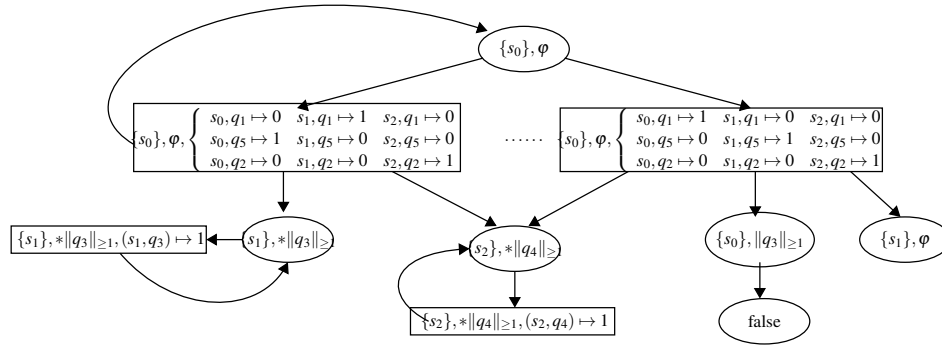 {s₀}, φ
s₀, q₁ ↦ 0 s₁, q₁ ↦ 1 s₂, q₁ ↦ 0
{s₀}, φ, { s₀, q₅ ↦ 1 s₁, q₅ ↦ 0 s₂, q₅ ↦ 0
s₀, q₂ ↦ 0 s₁, q₂ ↦ 0 s₂, q₂ ↦ 1
......
s₀, q₁ ↦ 1 s₁, q₁ ↦ 0 s₂, q₁ ↦ 0
{s₀}, φ, { s₀, q₅ ↦ 0 s₁, q₅ ↦ 1 s₂, q₅ ↦ 0
s₀, q₂ ↦ 0 s₁, q₂ ↦ 0 s₂, q₂ ↦ 1
{s₁}, *‖q₃‖≥1, (s₁, q₃) ↦ 1
{s₁}, *‖q₃‖≥1
{s₂}, *‖q₄‖≥1
{s₀}, ‖q₃‖≥1
{s₁}, φ
{s₂}, *‖q₄‖≥1, (s₂, q₄) ↦ 1
false